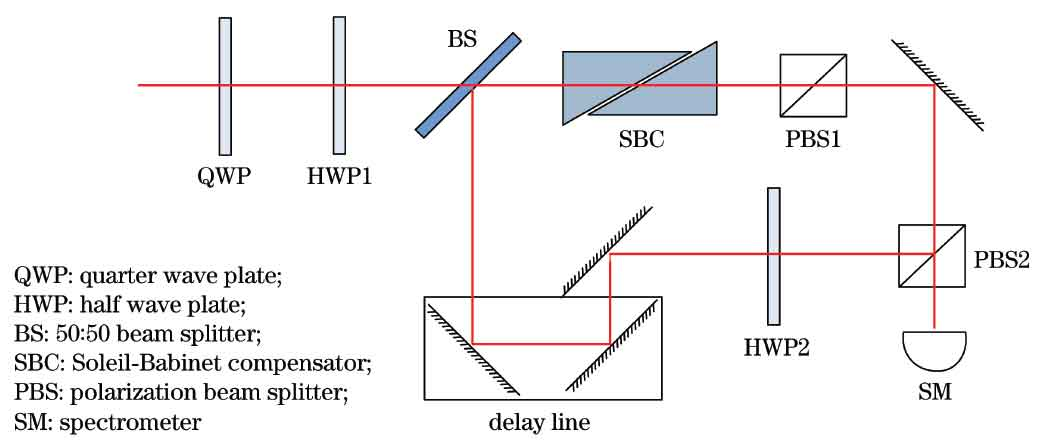 BS
SBC
PBS1
QWP
HWP1
PBS2
QWP: quarter wave plate;
HWP: half wave plate;
BS: 50:50 beam splitter;
SBC: Soleil-Babinet compensator;
PBS: polarization beam splitter;
SM: spectrometer
HWP2
SM
delay line